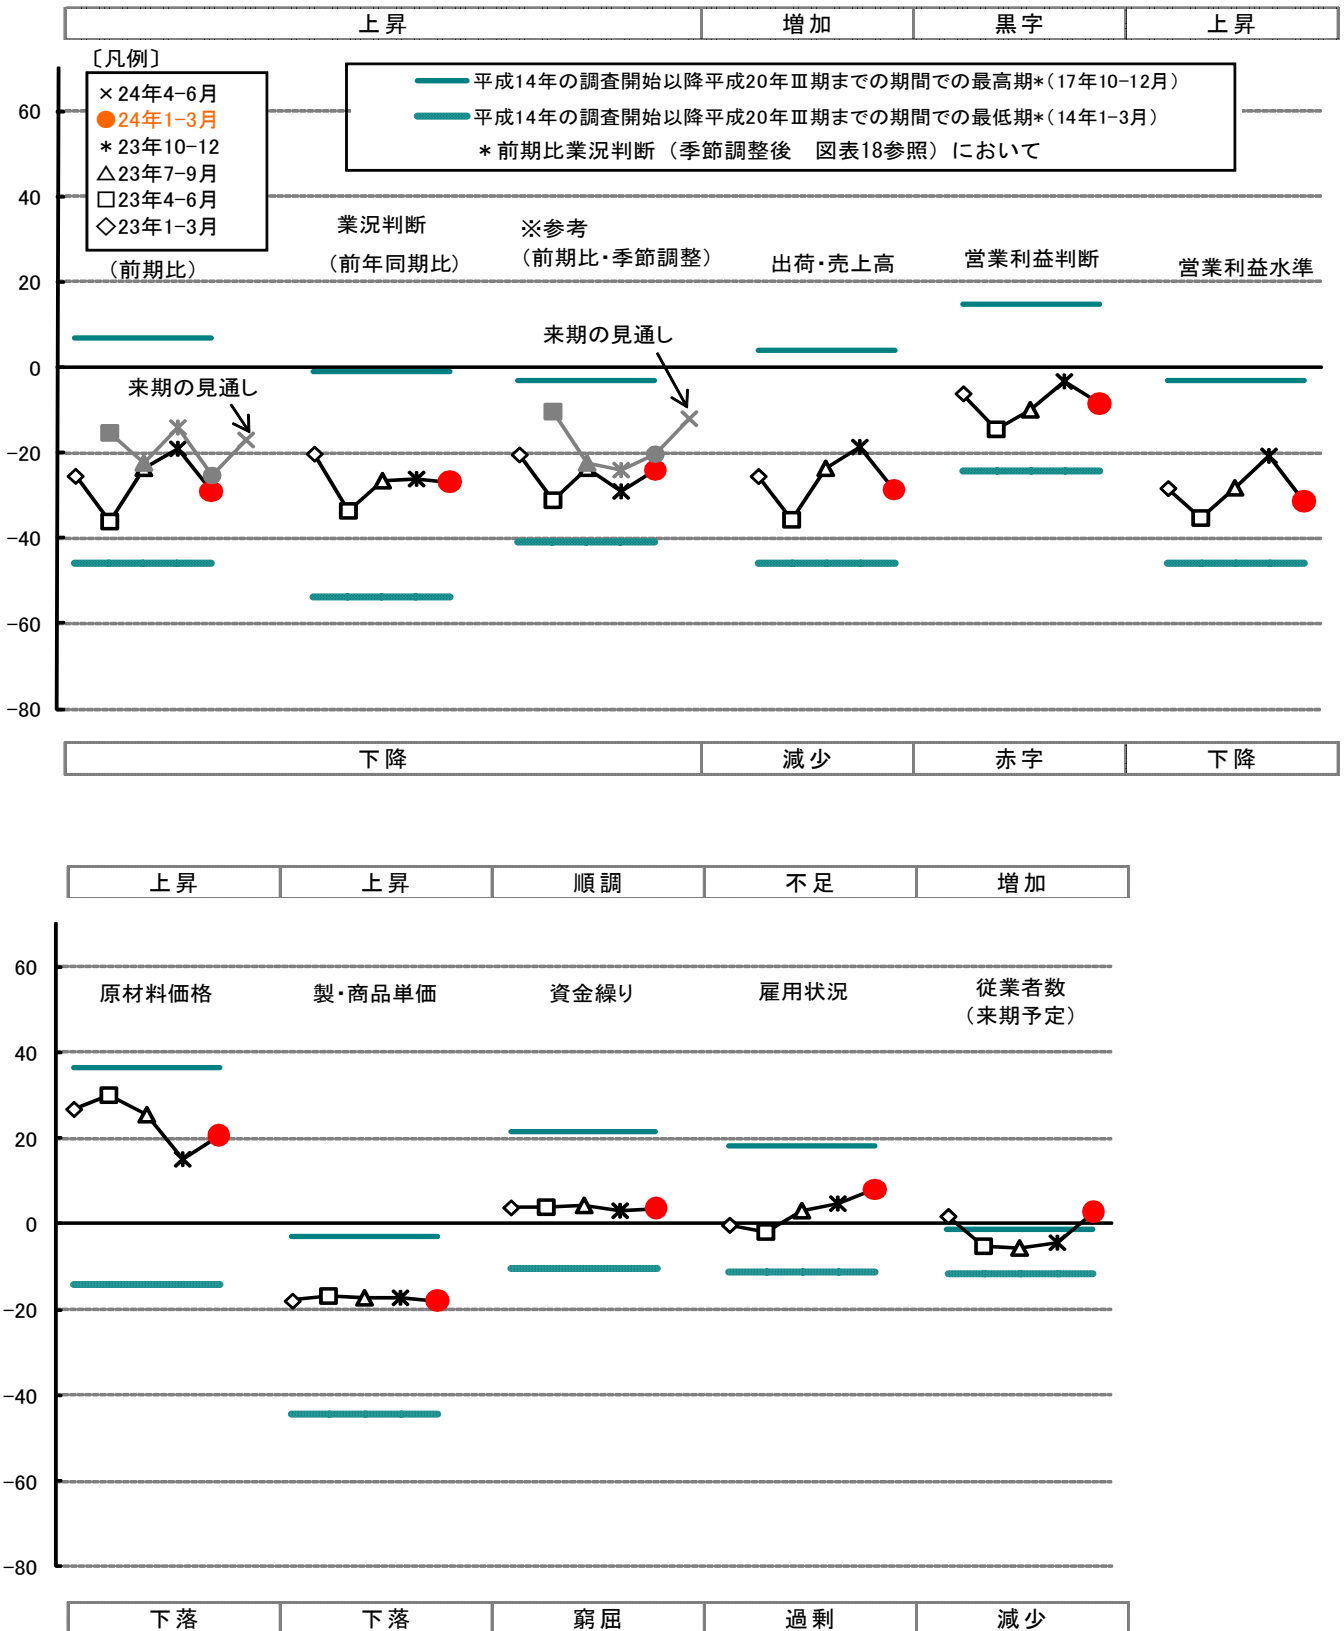 上昇 増加 黒字 上昇
〔凡例〕
×24年4-6月
●24年1-3月
*23年10-12
△23年7-9月
□23年4-6月
◇23年1-3月
平成14年の調査開始以降平成20年Ⅲ期までの期間での最高期*(17年10-12月)
平成14年の調査開始以降平成20年Ⅲ期までの期間での最低期*(14年1-3月)
*前期比業況判断（季節調整後　図表18参照）において
60
40
20
0
-20
-40
-60
-80
(前期比)
業況判断
(前年同期比)
※参考
(前期比・季節調整)
出荷・売上高
営業利益判断
営業利益水準
来期の見通し
来期の見通し
下降 減少 赤字 下降
上昇 上昇 順調 不足 増加
60
40
20
0
-20
-40
-60
-80
原材料価格
製・商品単価
資金繰り
雇用状況
従業者数
(来期予定)
下落 下落 窮屈 過剰 減少